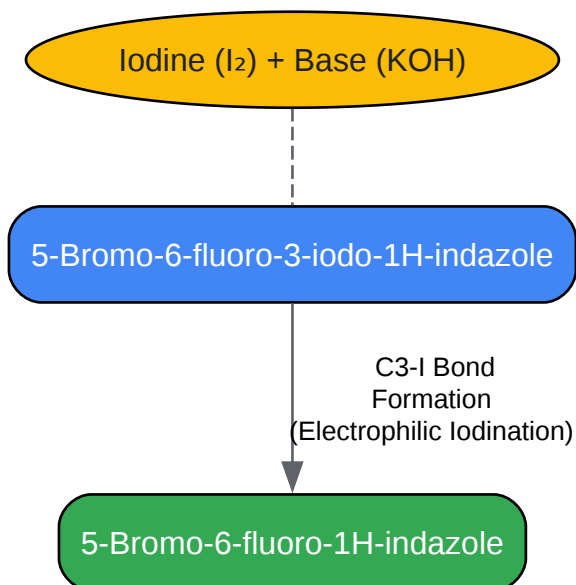 Iodine (I₂) + Base (KOH)
5-Bromo-6-fluoro-3-iodo-1H-indazole
C3-I Bond
Formation
(Electrophilic Iodination)
5-Bromo-6-fluoro-1H-indazole